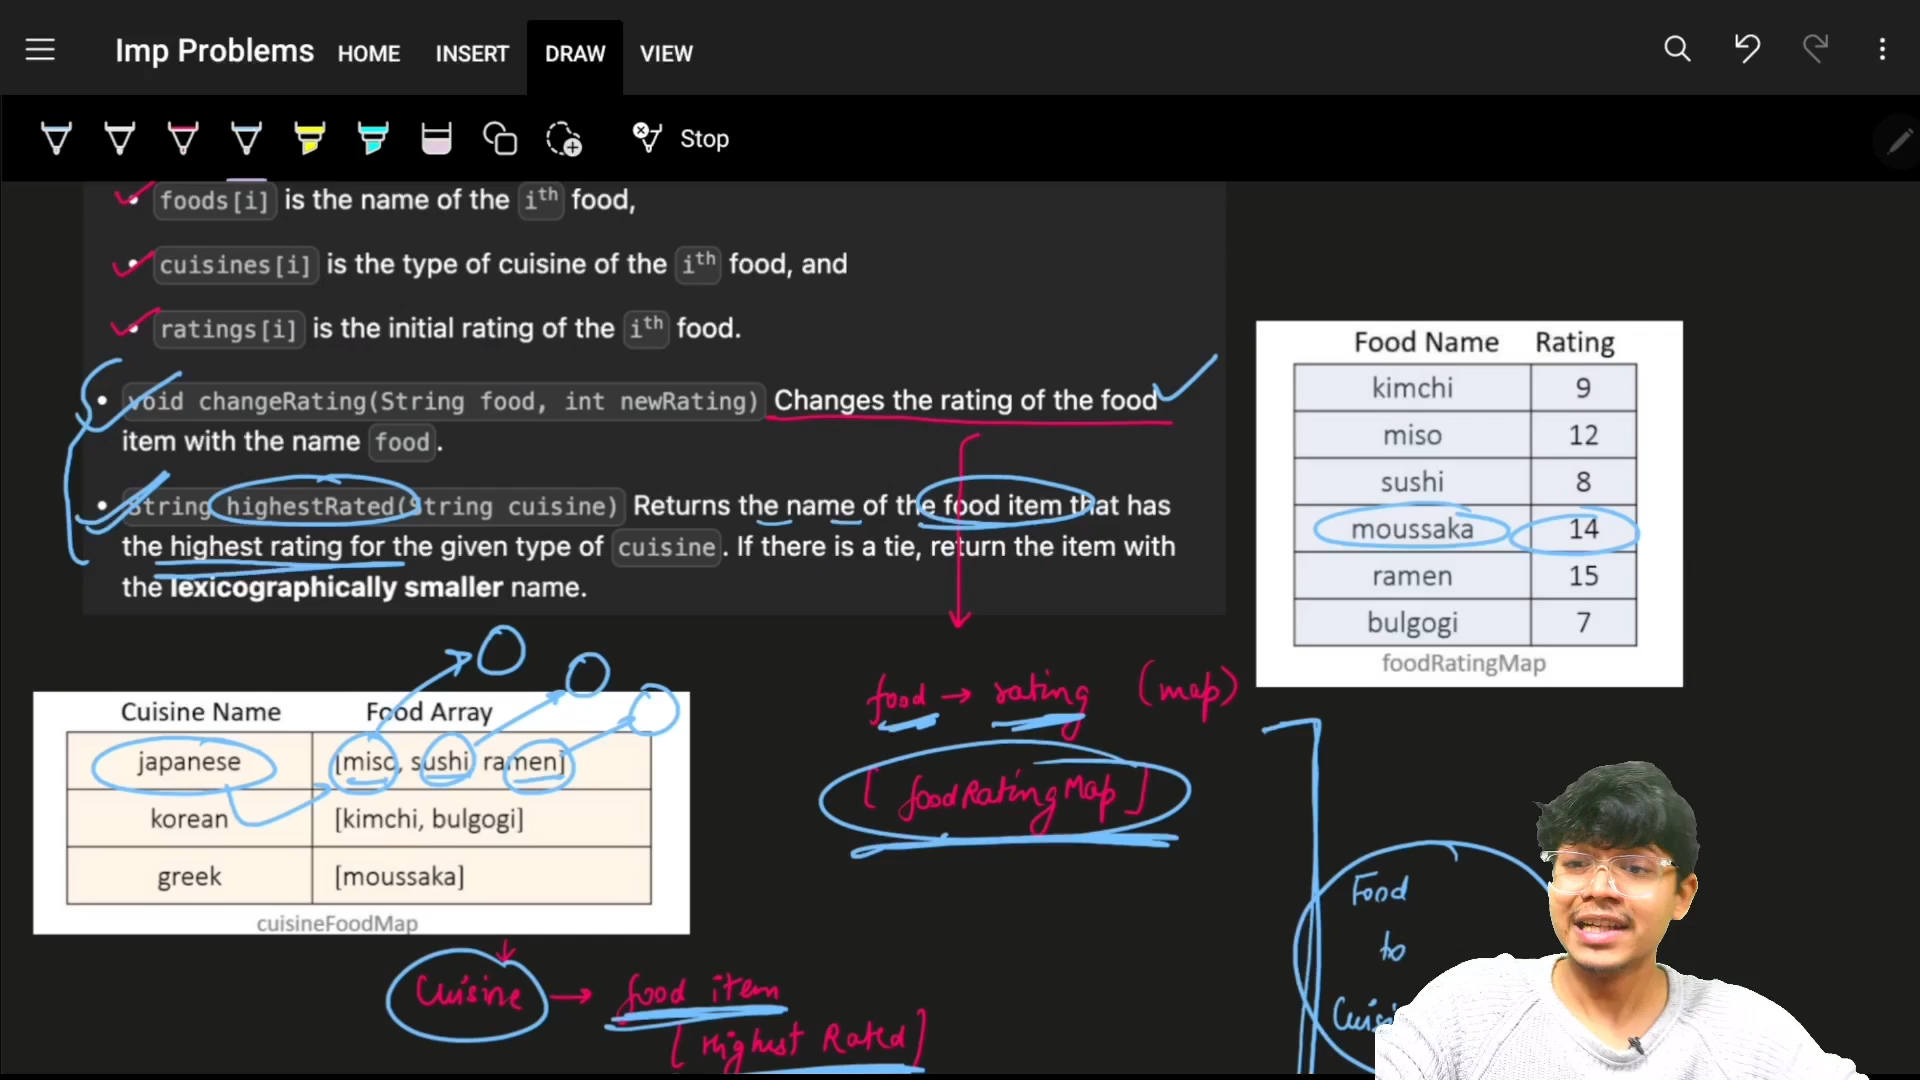 Imp Problems HOME INSERT DRAW VIEW
Stop
foods[i] is the name of the ith food,
cuisines[i] is the type of cuisine of the ith food, and
ratings[i] is the initial rating of the ith food.
void changeRating(String food, int newRating) Changes the rating of the food
item with the name food.
String highestRated(String cuisine) Returns the name of the food item that has
the highest rating for the given type of cuisine. If there is a tie, return the item with
the lexicographically smaller name.
Food Name Rating
kimchi 9
miso 12
sushi 8
moussaka 14
ramen 15
bulgogi 7
foodRatingMap
Cuisine Name Food Array
japanese [miso, sushi ramen]
korean [kimchi, bulgogi]
greek [moussaka]
cuisineFoodMap
food → rating (map)
[foodRatingMap]
Cuisine → food item
[Highest Rated]
Food
to